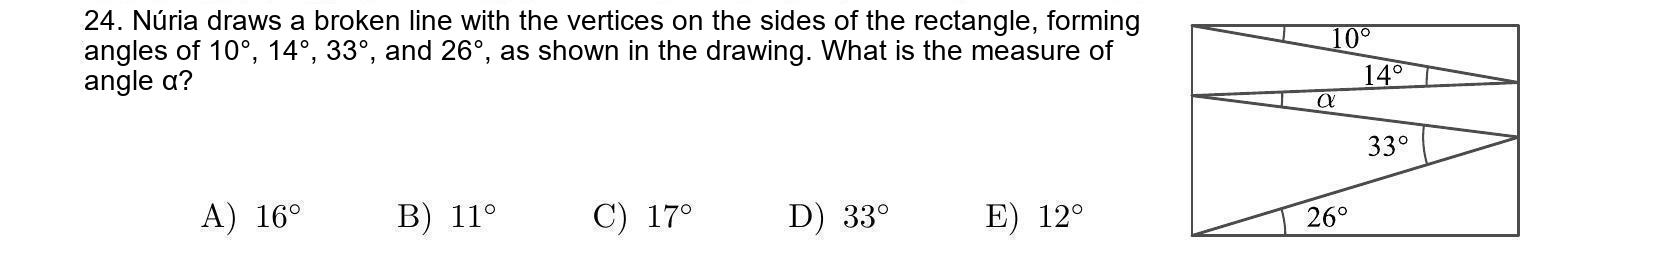 24. Núria draws a broken line with the vertices on the sides of the rectangle, forming
angles of 10°, 14°, 33°, and 26°, as shown in the drawing. What is the measure of
angle α?
10°
14°
α
33°
26°
A) 16° B) 11° C) 17° D) 33° E) 12°